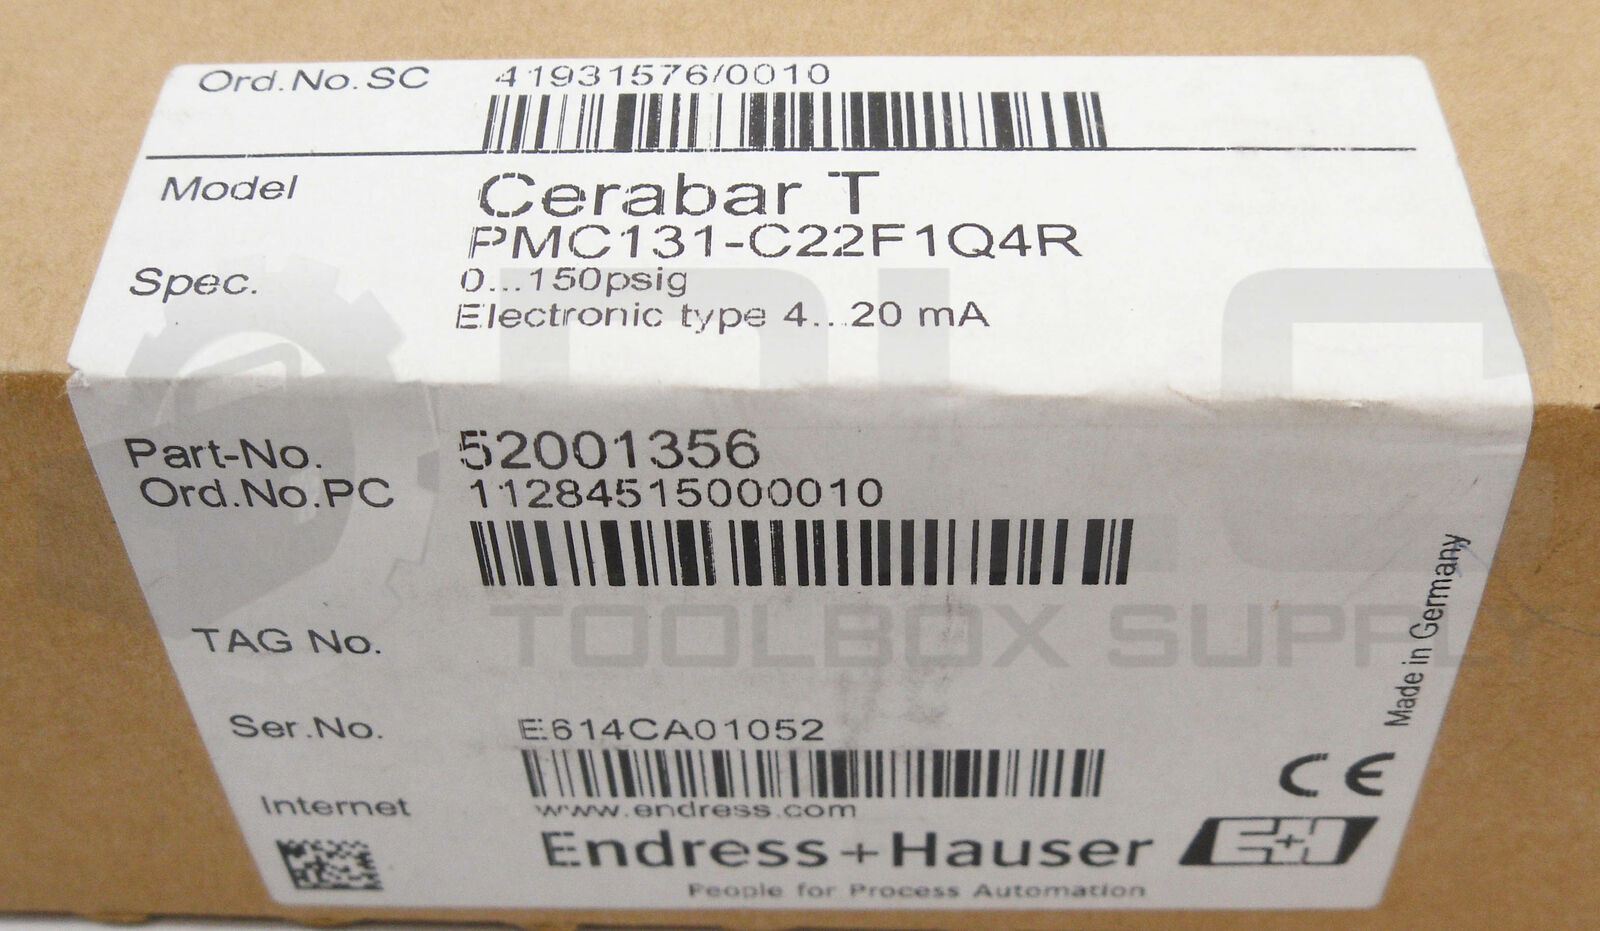 Ord.No.SC 41931576/0010
Model Cerabar T
PMC131-C22F1Q4R
Spec. 0...150psig
Electronic type 4...20 mA
Part-No. 52001356
Ord.No.PC 11284515000010
TAG No.
Ser.No. E614CA01052
Internet www.endress.com
Endress+Hauser E+H
People for Process Automation
Made in Germany
CE
DLC
TOOLBOX SUPPLY